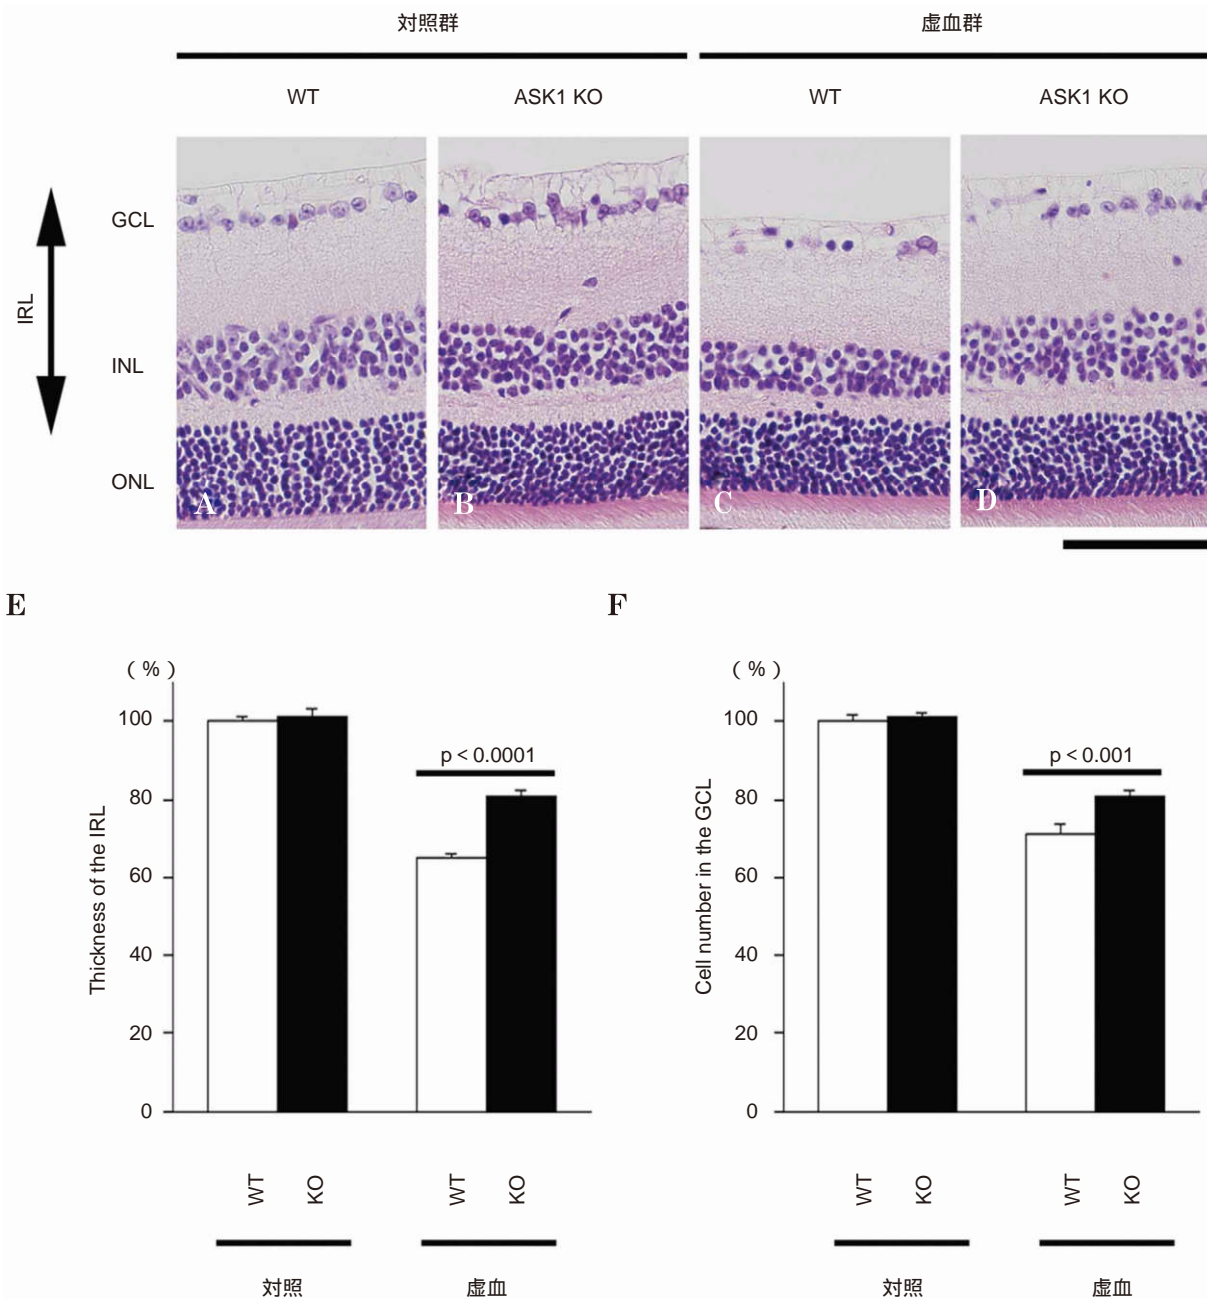 対照群
虚血群
WT
ASK1 KO
WT
ASK1 KO
GCL
IRL
INL
ONL
A
B
C
D
E
F
(%)
100
80
60
40
20
0
Thickness of the IRL
p < 0.0001
WT
KO
WT
KO
対照
虚血
(%)
100
80
60
40
20
0
Cell number in the GCL
p < 0.001
WT
KO
WT
KO
対照
虚血